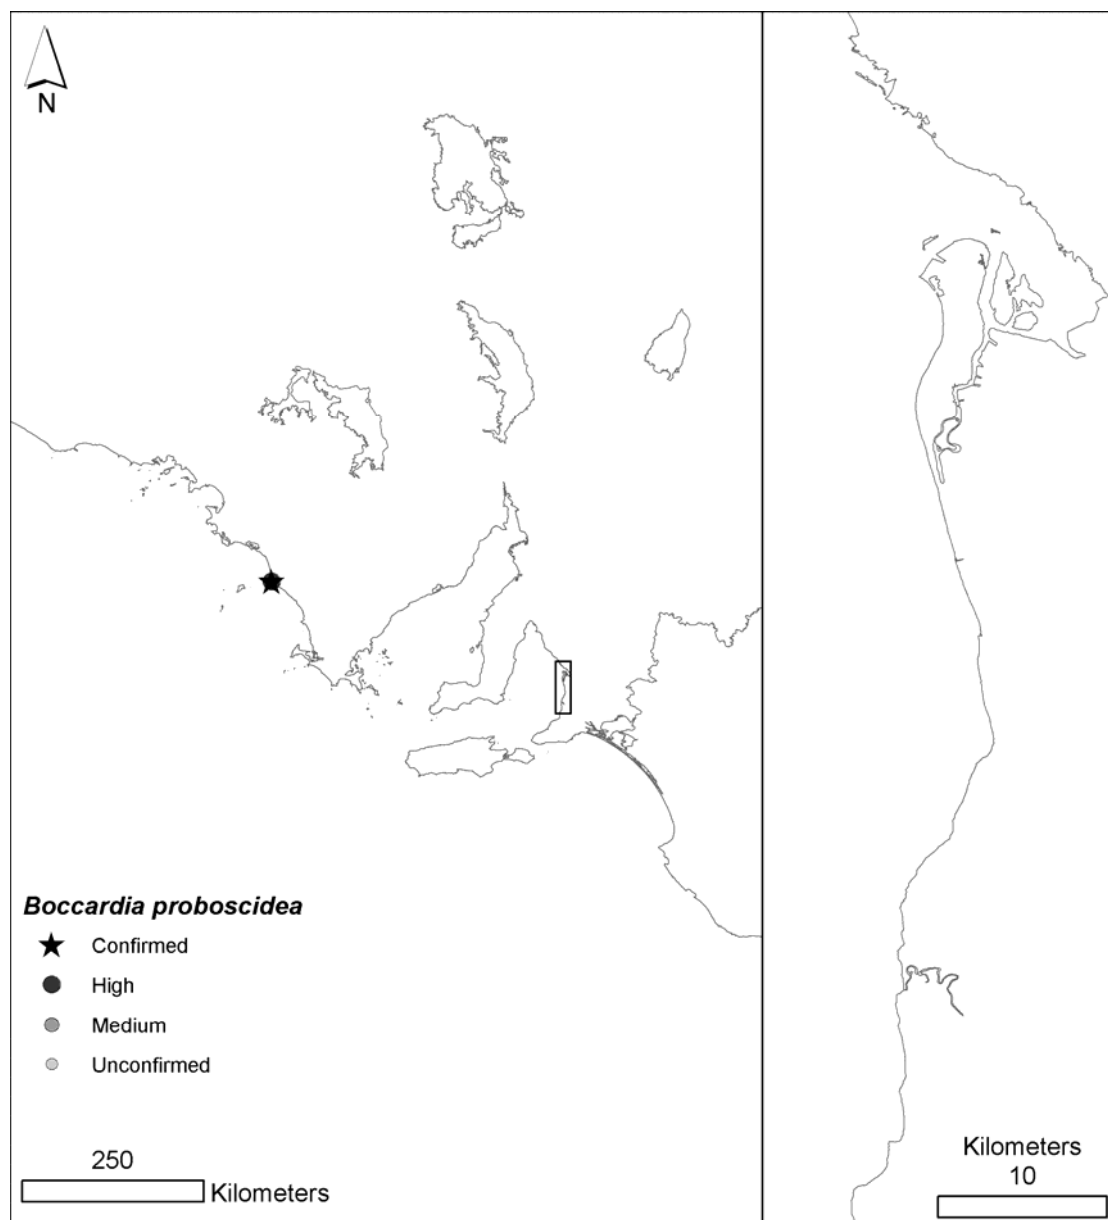 N
Boccardia proboscidea
Confirmed
High
Medium
Unconfirmed
250
Kilometers
Kilometers
10